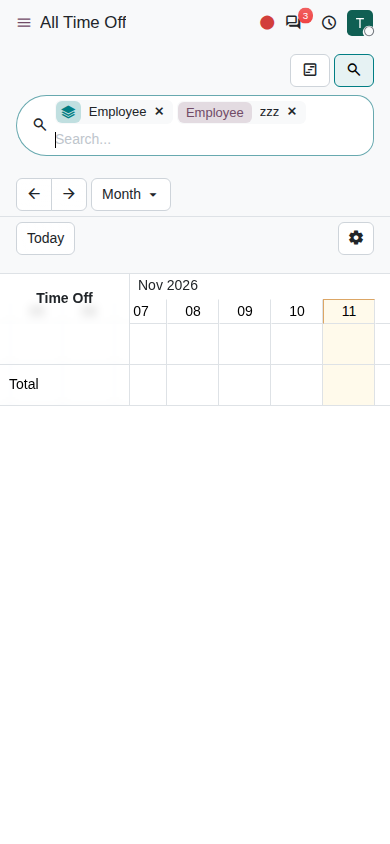 All Time Off
3
T
Employee ×
Employee zzz ×
Search...
Month
Today
Time Off
Nov 2026
07 08 09 10 11
Total